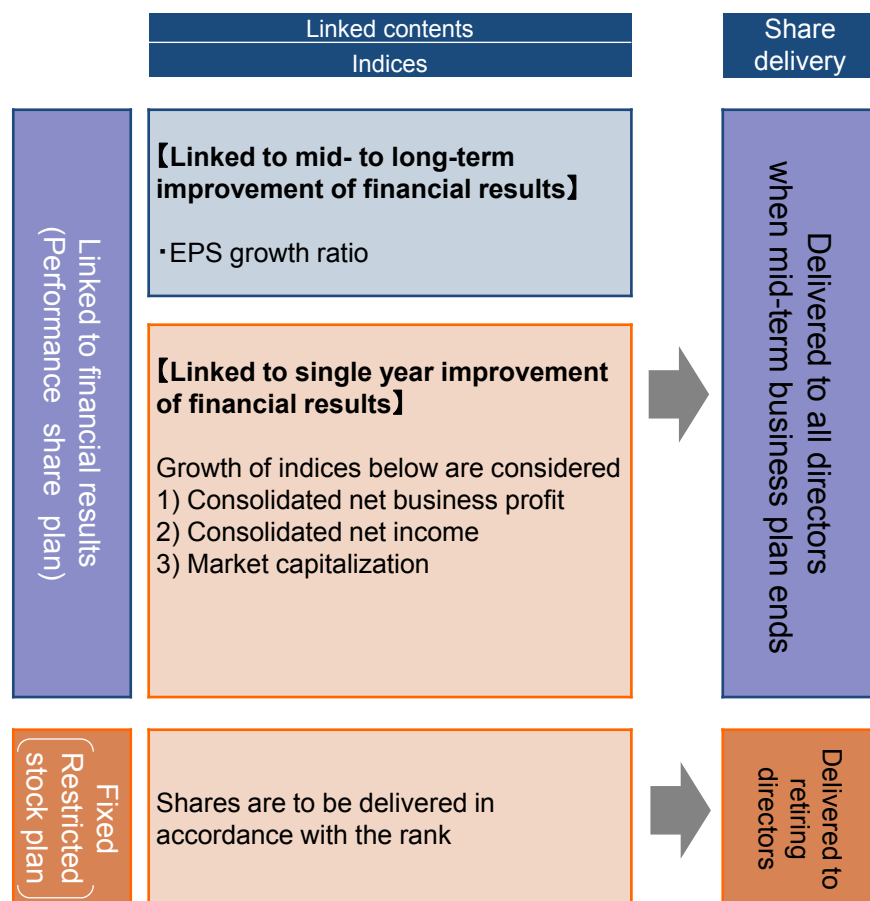 Linked contents
Indices
Share
delivery
Linked to financial results
(Performance share plan)
【Linked to mid- to long-term
improvement of financial results】
・EPS growth ratio
【Linked to single year improvement
of financial results】
Growth of indices below are considered
1) Consolidated net business profit
2) Consolidated net income
3) Market capitalization
Delivered to all directors
when mid-term business plan ends
Fixed
(Restricted
stock plan)
Shares are to be delivered in
accordance with the rank
Delivered to
retiring
directors